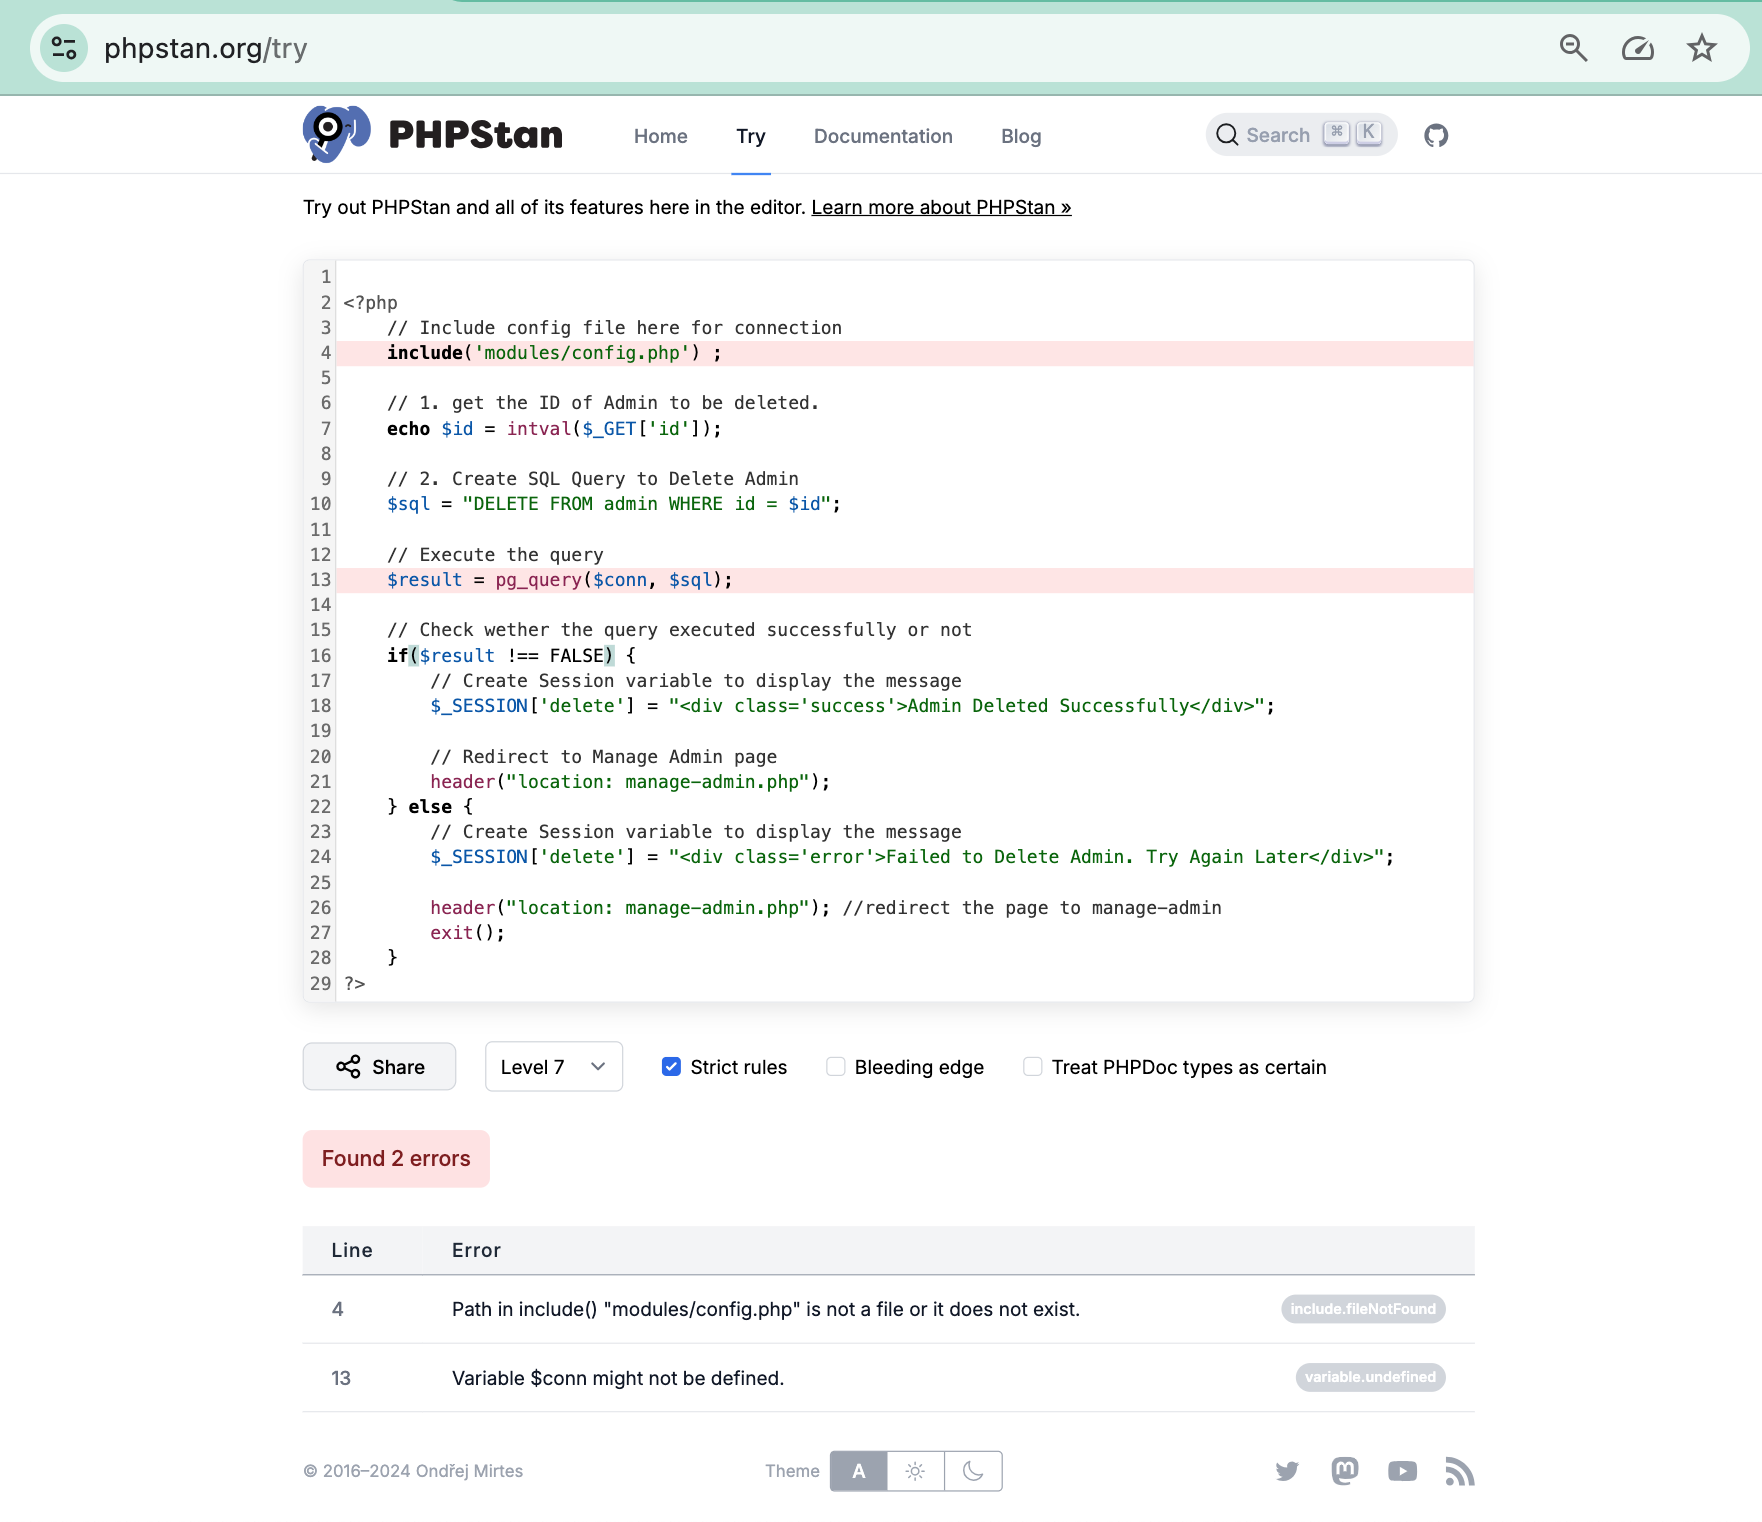 phpstan.org/try
PHPStan Home Try Documentation Blog Search ⌘ K
Try out PHPStan and all of its features here in the editor. Learn more about PHPStan »
1
2 <?php
3     // Include config file here for connection
4     include('modules/config.php') ;
5
6     // 1. get the ID of Admin to be deleted.
7     echo $id = intval($_GET['id']);
8
9     // 2. Create SQL Query to Delete Admin
10     $sql = "DELETE FROM admin WHERE id = $id";
11
12     // Execute the query
13     $result = pg_query($conn, $sql);
14
15     // Check wether the query executed successfully or not
16     if($result !== FALSE) {
17         // Create Session variable to display the message
18         $_SESSION['delete'] = "<div class='success'>Admin Deleted Successfully</div>";
19
20         // Redirect to Manage Admin page
21         header("location: manage-admin.php");
22     } else {
23         // Create Session variable to display the message
24         $_SESSION['delete'] = "<div class='error'>Failed to Delete Admin. Try Again Later</div>";
25
26         header("location: manage-admin.php"); //redirect the page to manage-admin
27         exit();
28     }
29 ?>
Share Level 7 Strict rules Bleeding edge Treat PHPDoc types as certain
Found 2 errors
Line Error
4 Path in include() "modules/config.php" is not a file or it does not exist. include.fileNotFound
13 Variable $conn might not be defined. variable.undefined
© 2016–2024 Ondřej Mirtes Theme A